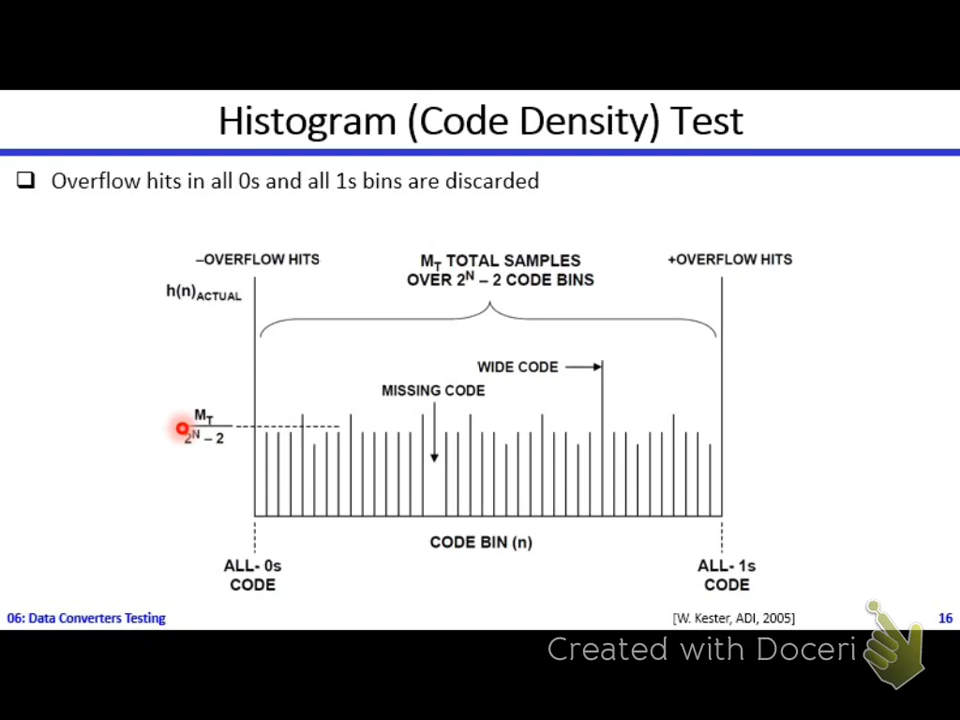 Histogram (Code Density) Test
❑ Overflow hits in all 0s and all 1s bins are discarded
–OVERFLOW HITS
M_T TOTAL SAMPLES
OVER 2^N – 2 CODE BINS
+OVERFLOW HITS
h(n)_ACTUAL
WIDE CODE
MISSING CODE
M_T
2^N – 2
CODE BIN (n)
ALL- 0s
CODE
ALL- 1s
CODE
06: Data Converters Testing
[W. Kester, ADI, 2005]
16
Created with Doceri